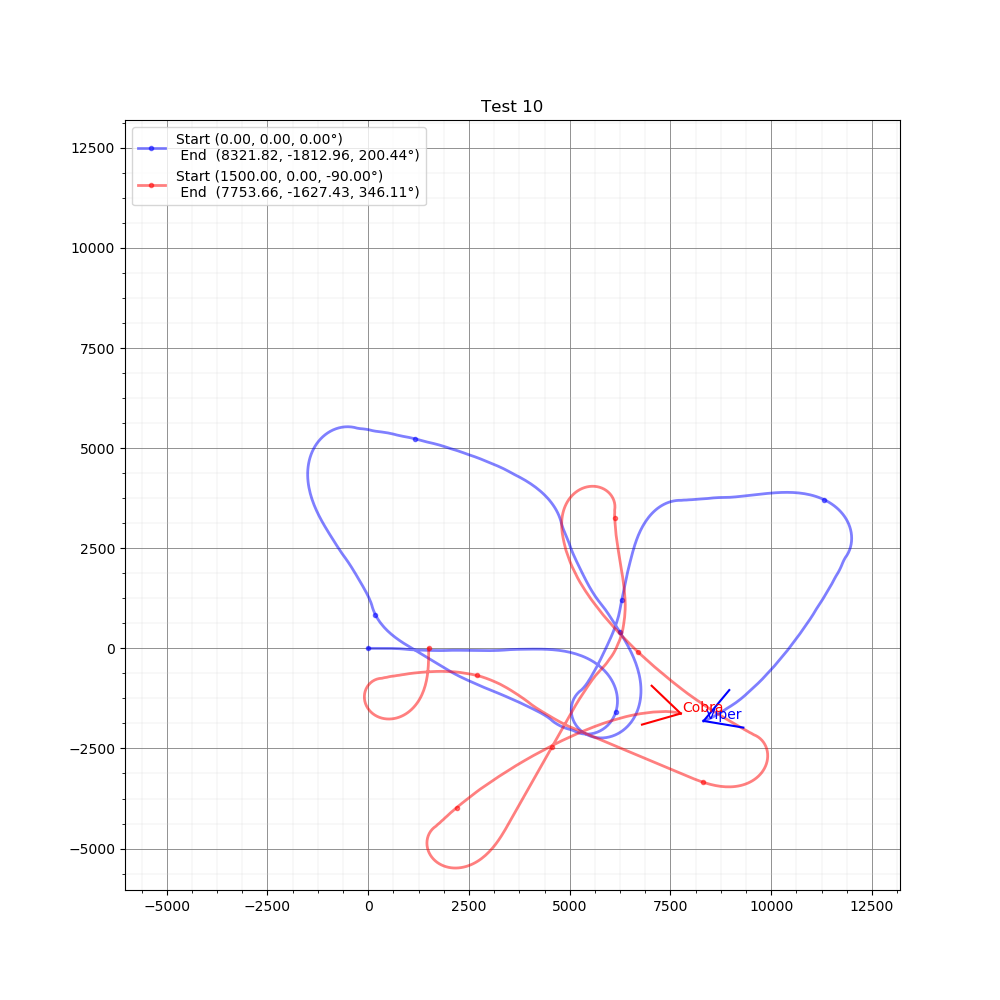 Test 10
Start (0.00, 0.00, 0.00°)
End (8321.82, -1812.96, 200.44°)
Start (1500.00, 0.00, -90.00°)
End (7753.66, -1627.43, 346.11°)
12500
10000
7500
5000
2500
0
−2500
−5000
Cobra
Viper
−5000 −2500 0 2500 5000 7500 10000 12500